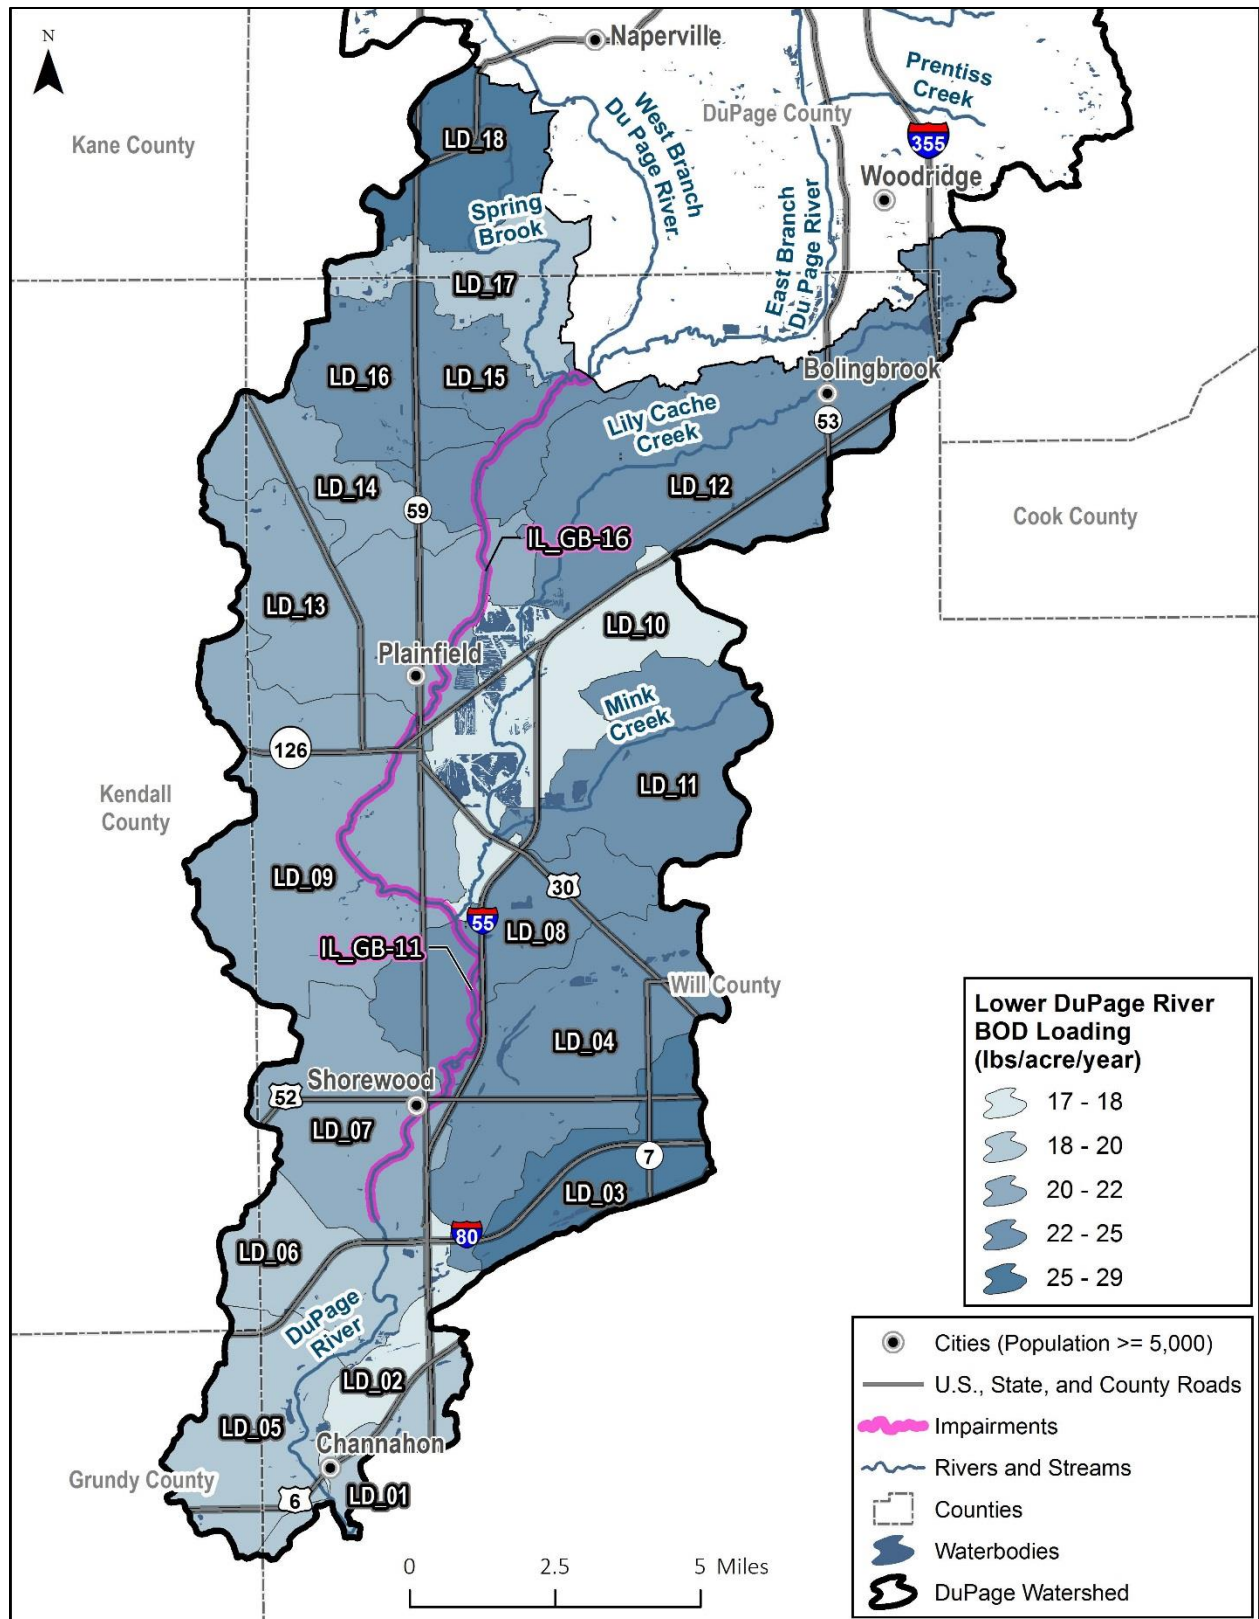 N
Naperville
Prentiss
Creek
Kane County
LD_18
West Branch
Du Page River
DuPage County
355
Woodridge
Spring
Brook
East Branch
Du Page River
LD_17
LD_16
LD_15
Bolingbrook
Lily Cache
Creek
53
LD_14
LD_12
59
Cook County
IL_GB-16
LD_13
LD_10
Plainfield
Mink
Creek
126
LD_11
Kendall
County
LD_09
30
55
LD_08
IL_GB-11
Will County
LD_04
Shorewood
52
LD_07
7
LD_03
LD_06
80
DuPage
River
LD_02
LD_05
Channahon
Grundy County
6
LD_01
0 2.5 5 Miles
Lower DuPage River
BOD Loading
(lbs/acre/year)
17 - 18
18 - 20
20 - 22
22 - 25
25 - 29
Cities (Population >= 5,000)
U.S., State, and County Roads
Impairments
Rivers and Streams
Counties
Waterbodies
DuPage Watershed